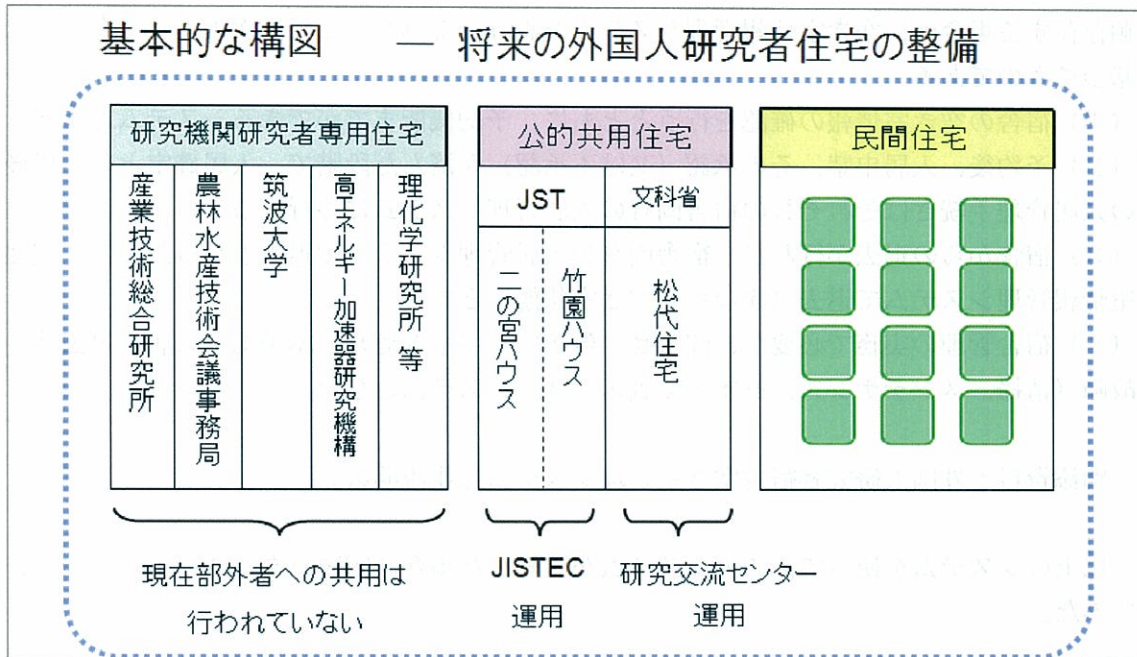 基本的な構図 ― 将来の外国人研究者住宅の整備
研究機関研究者専用住宅
産業技術総合研究所
農林水産技術会議事務局
筑波大学
高エネルギー加速器研究機構
理化学研究所 等
公的共用住宅
JST
文科省
二の宮ハウス
竹園ハウス
松代住宅
民間住宅
現在部外者への共用は
行われていない
JISTEC
運用
研究交流センター
運用